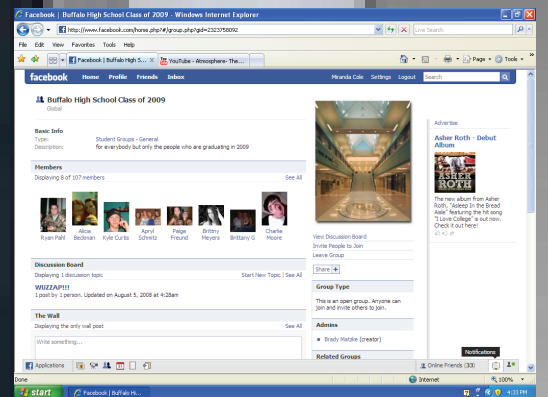 Facebook | Buffalo High School Class of 2009 - Windows Internet Explorer
http://www.facebook.com/home.php?#/group.php?gid=2323758092
Live Search
File Edit View Favorites Tools Help
Facebook | Buffalo High S... YouTube - Atmosphere- The...
Page Tools
facebook Home Profile Friends Inbox Miranda Cole Settings Logout Search
Buffalo High School Class of 2009
Global
Basic Info
Type: Student Groups - General
Description: for everybody but only the people who are graduating in 2009
Members
Displaying 8 of 107 members See All
Ryan Pahl Alicia Beckman Kyle Curtis Apryl Schmitz Paige Freund Britny Meyers Brittany G Charlie Moore
Discussion Board
Displaying 1 discussion topic Start New Topic | See All
WUZZAP!!!
1 post by 1 person. Updated on August 5, 2008 at 4:28am
The Wall
Displaying the only wall post See All
Write something...
View Discussion Board
Invite People to Join
Leave Group
Share +
Group Type
This is an open group. Anyone can
join and invite others to join.
Admins
Brady Matzke (creator)
Related Groups
Advertise
Asher Roth - Debut
Album
ASHER
ROTH
The new album from Asher
Roth, "Asleep In the Bread
Aisle" featuring the hit song
"I Love College" is out now.
Check it out here!
Notifications
Applications Online Friends (30)
Done Internet 100%
start Facebook | Buffalo Hi... 4:33 PM